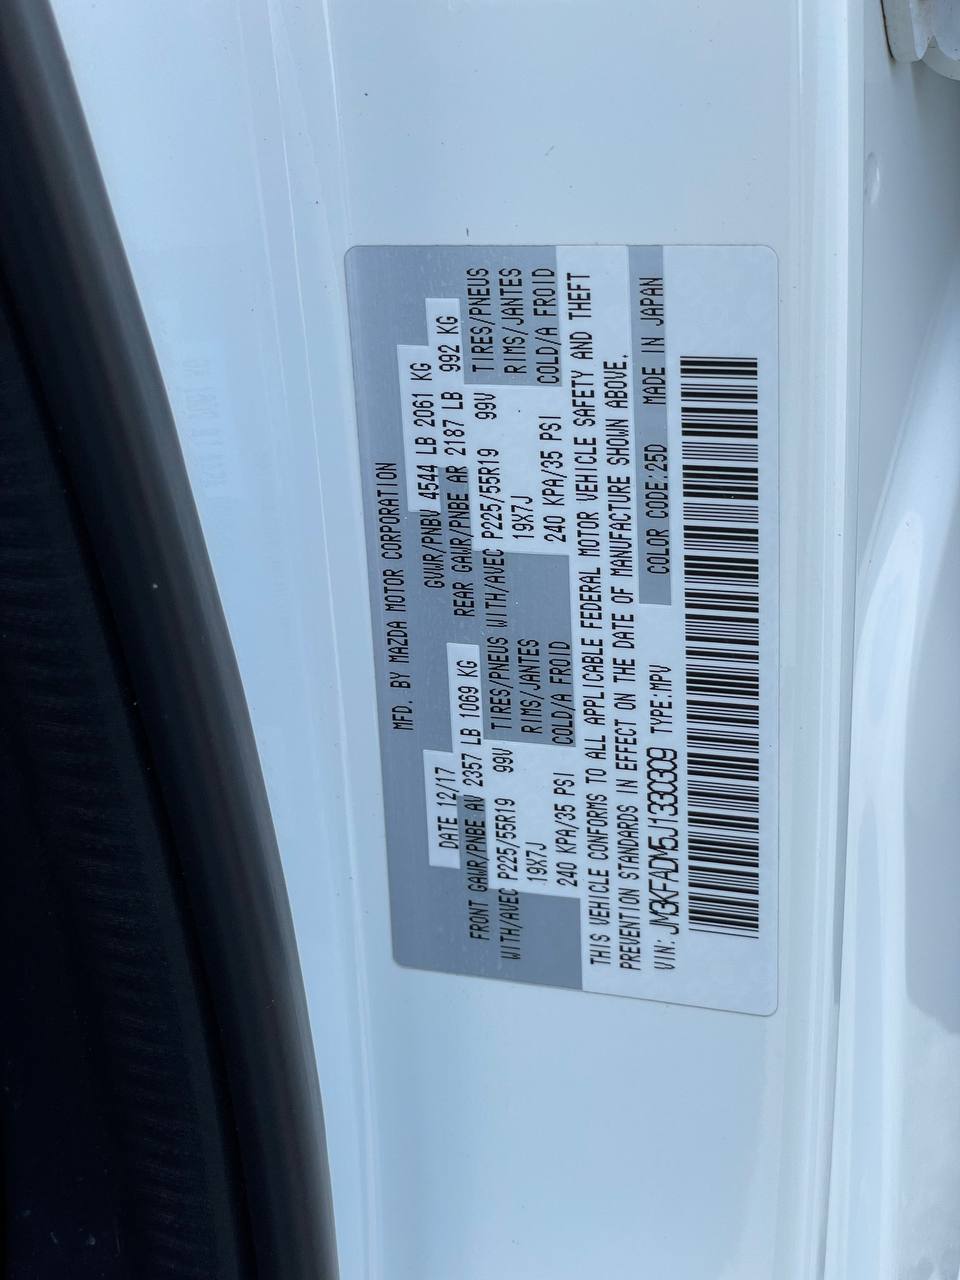 MFD. BY MAZDA MOTOR CORPORATION
DATE 12/17 GVWR/PNBV 4544 LB 2061 KG
FRONT GAWR/PNBE AV 2357 LB 1069 KG REAR GAWR/PNBE AR 2187 LB 992 KG
WITH/AVEC P225/55R19 99V TIRES/PNEUS WITH/AVEC P225/55R19 99V TIRES/PNEUS
19X7J RIMS/JANTES 19X7J RIMS/JANTES
240 KPA/35 PSI COLD/A FROID 240 KPA/35 PSI COLD/A FROID
THIS VEHICLE CONFORMS TO ALL APPLICABLE FEDERAL MOTOR VEHICLE SAFETY AND THEFT
PREVENTION STANDARDS IN EFFECT ON THE DATE OF MANUFACTURE SHOWN ABOVE.
VIN: JM3KFADM5J1330309 TYPE:MPV COLOR CODE:25D MADE IN JAPAN